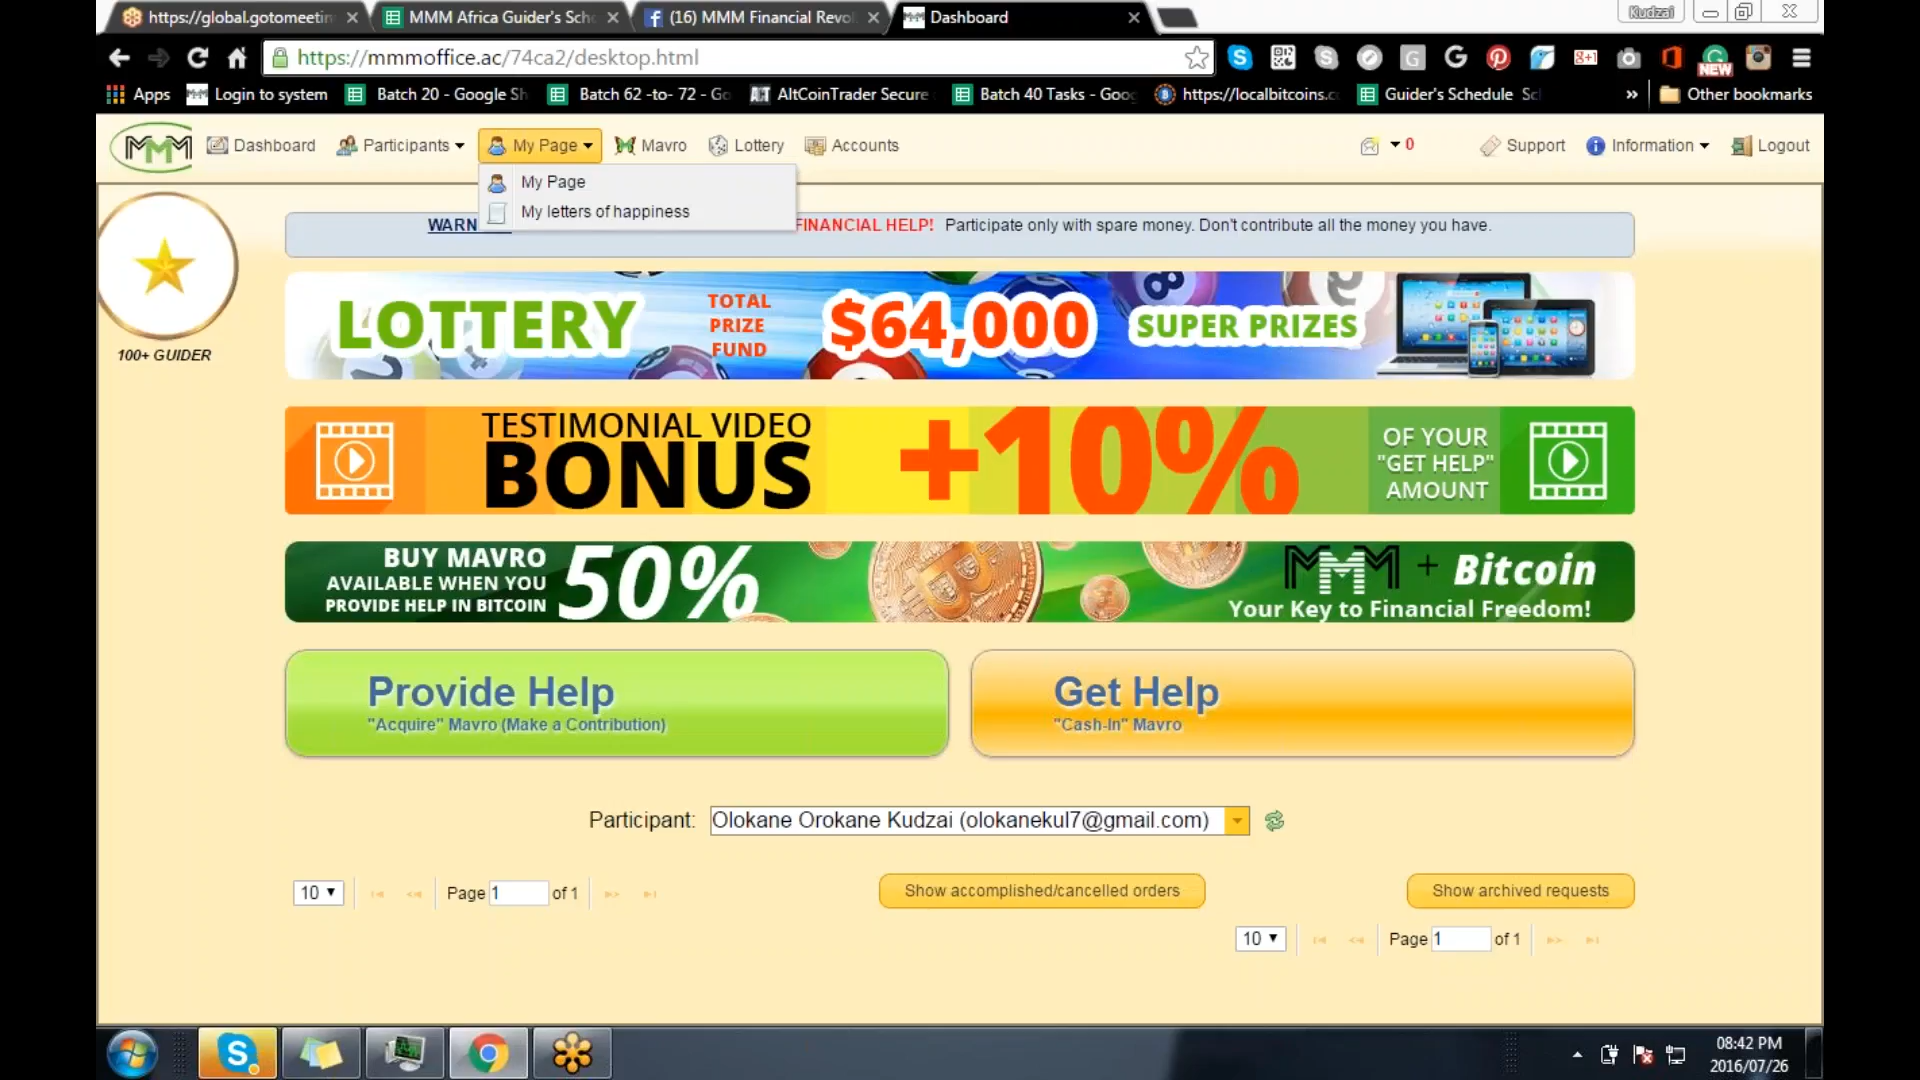 https://global.gotomeetin
MMM Africa Guider's Sch
(16) MMM Financial Revol
Dashboard
Kudzai
https://mmmoffice.ac/74ca2/desktop.html
Apps
Login to system
Batch 20 - Google Sh
Batch 62 -to- 72 - Go
AltCoinTrader Secure
Batch 40 Tasks - Goog
https://localbitcoins.c
Guider's Schedule Sc
»
Other bookmarks
NEW
MMM
Dashboard
Participants
My Page
Mavro
Lottery
Accounts
0
Support
Information
Logout
My Page
My letters of happiness
WARN
FINANCIAL HELP! Participate only with spare money. Don't contribute all the money you have.
100+ GUIDER
LOTTERY
TOTAL
PRIZE
FUND
$64,000
SUPER PRIZES
TESTIMONIAL VIDEO
BONUS
+10%
OF YOUR
"GET HELP"
AMOUNT
BUY MAVRO
AVAILABLE WHEN YOU
PROVIDE HELP IN BITCOIN
50%
MMM + Bitcoin
Your Key to Financial Freedom!
Provide Help
"Acquire" Mavro (Make a Contribution)
Get Help
"Cash-In" Mavro
Participant:
Olokane Orokane Kudzai (olokanekul7@gmail.com)
10
Page 1 of 1
Show accomplished/cancelled orders
Show archived requests
10
Page 1 of 1
08:42 PM
2016/07/26